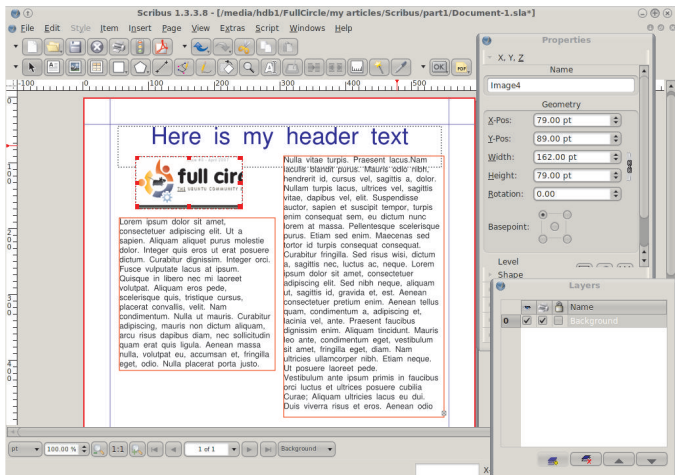 Scribus 1.3.3.8 - [/media/hdb1/FullCircle/my articles/Scribus/part1/Document-1.sla*]
File Edit Style Item Insert Page View Extras Script Windows Help
OK PDF
-100 0 100 200 300 400 500
Here is my header text
full circ
THE UBUNTU COMMUNITY
Lorem ipsum dolor sit amet,
consectetuer adipiscing elit. Ut a
sapien. Aliquam aliquet purus molestie
dolor. Integer quis eros ut erat posuere
dictum. Curabitur dignissim. Integer orci.
Fusce vulputate lacus at ipsum.
Quisque in libero nec mi laoreet
volutpat. Aliquam eros pede,
scelerisque quis, tristique cursus,
placerat convallis, velit. Nam
condimentum. Nulla ut mauris. Curabitur
adipiscing, mauris non dictum aliquam,
arcu risus dapibus diam, nec sollicitudin
quam erat quis ligula. Aenean massa
nulla, volutpat eu, accumsan et, fringilla
eget, odio. Nulla placerat porta justo.
Nulla vitae turpis. Praesent lacus.Nam
iaculis blandit purus. Mauris odio nibh,
hendrerit id, cursus vel, sagittis a, dolor.
Nullam turpis lacus, ultrices vel, sagittis
vitae, dapibus vel, elit. Suspendisse
auctor, sapien et suscipit tempor, turpis
enim consequat sem, eu dictum nunc
lorem at massa. Pellentesque scelerisque
purus. Etiam sed enim. Maecenas sed
tortor id turpis consequat consequat.
Curabitur fringilla. Sed risus wisi, dictum
a, sagittis nec, luctus ac, neque. Lorem
ipsum dolor sit amet, consectetuer
adipiscing elit. Sed nibh neque, aliquam
ut, sagittis id, gravida et, est. Aenean
consectetuer pretium enim. Aenean tellus
quam, condimentum a, adipiscing et,
lacinia vel, ante. Praesent faucibus
dignissim enim. Aliquam tincidunt. Mauris
leo ante, condimentum eget, vestibulum
sit amet, fringilla eget, diam. Nam
ultricies ullamcorper nibh. Etiam neque.
Ut posuere laoreet pede.
Vestibulum ante ipsum primis in faucibus
orci luctus et ultrices posuere cubilia
Curae; Aliquam ultricies lacus eu dui.
Duis viverra risus et eros. Aenean odio
Properties
X, Y, Z
Name
Image4
Geometry
X-Pos: 79.00 pt
Y-Pos: 89.00 pt
Width: 162.00 pt
Height: 79.00 pt
Rotation: 0.00
Basepoint:
Level
Shape
Layers
Name
0 Background
pt 100.00 % 1:1 1 of 1 Background
X-